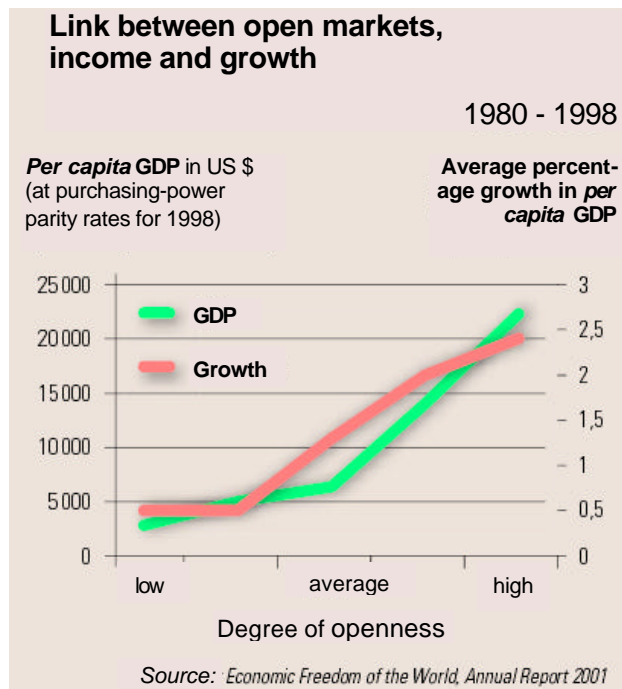 Link between open markets,
income and growth
1980 - 1998
Per capita GDP in US $
(at purchasing-power
parity rates for 1998)
Average percent-
age growth in per
capita GDP
25 000
20 000
15 000
10 000
5 000
0
GDP
Growth
3
2,5
2
1,5
1
0,5
0
low
average
high
Degree of openness
Source: Economic Freedom of the World, Annual Report 2001